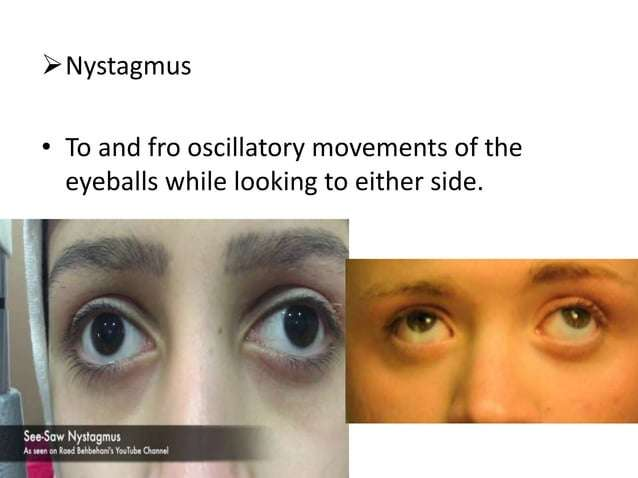 ➢Nystagmus
• To and fro oscillatory movements of the
eyeballs while looking to either side.
See-Saw Nystagmus
As seen on Raed Behbehani's YouTube Channel